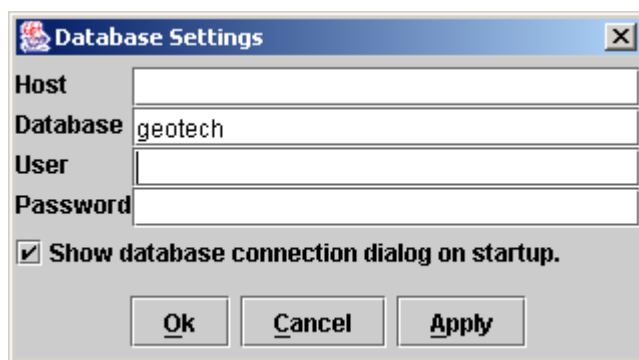 Database Settings
Host
Database geotech
User
Password
Show database connection dialog on startup.
Ok Cancel Apply